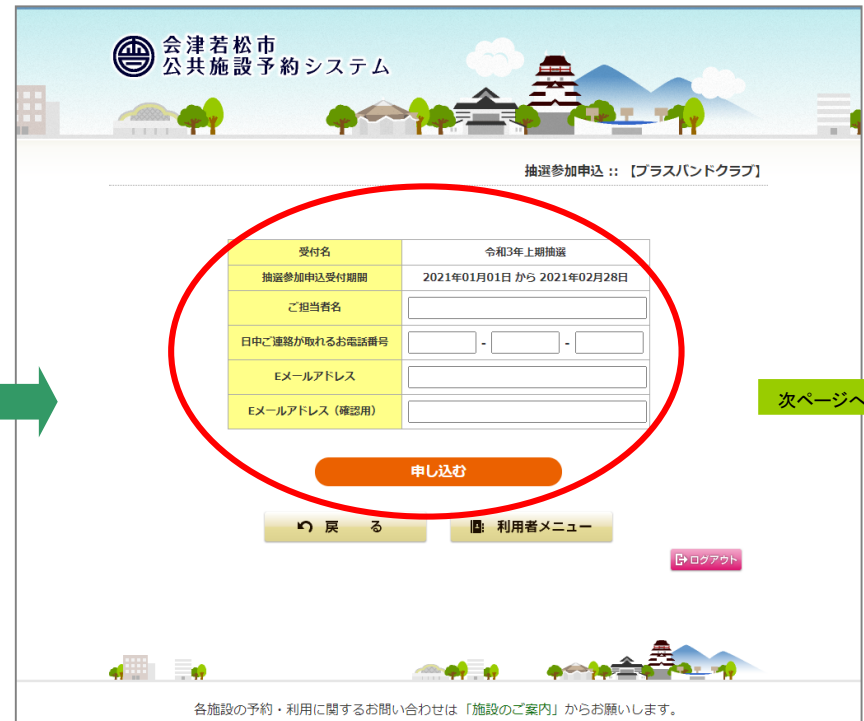 会津若松市
公共施設予約システム
抽選参加申込 :: 【ブラスバンドクラブ】
受付名 令和3年上期抽選
抽選参加申込受付期間 2021年01月01日 から 2021年02月28日
ご担当者名
日中ご連絡が取れるお電話番号 - -
Eメールアドレス
Eメールアドレス（確認用）
次ページへ
申し込む
戻 る 利用者メニュー
ログアウト
各施設の予約・利用に関するお問い合わせは「施設のご案内」からお願いします。